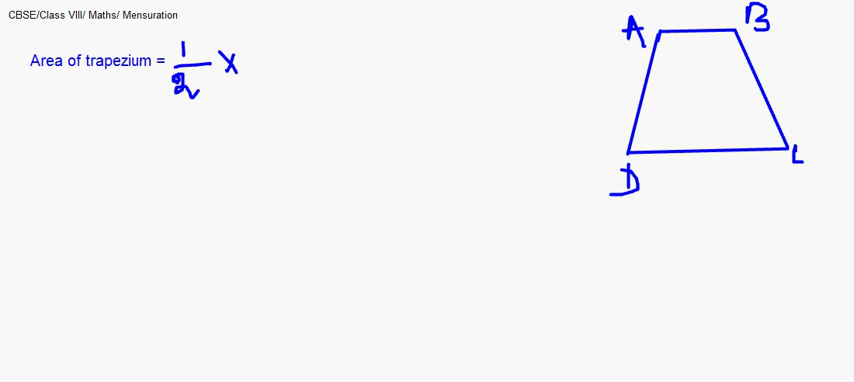 CBSE/Class VIII/ Maths/ Mensuration
Area of trapezium = 1/2 X
A B
D C